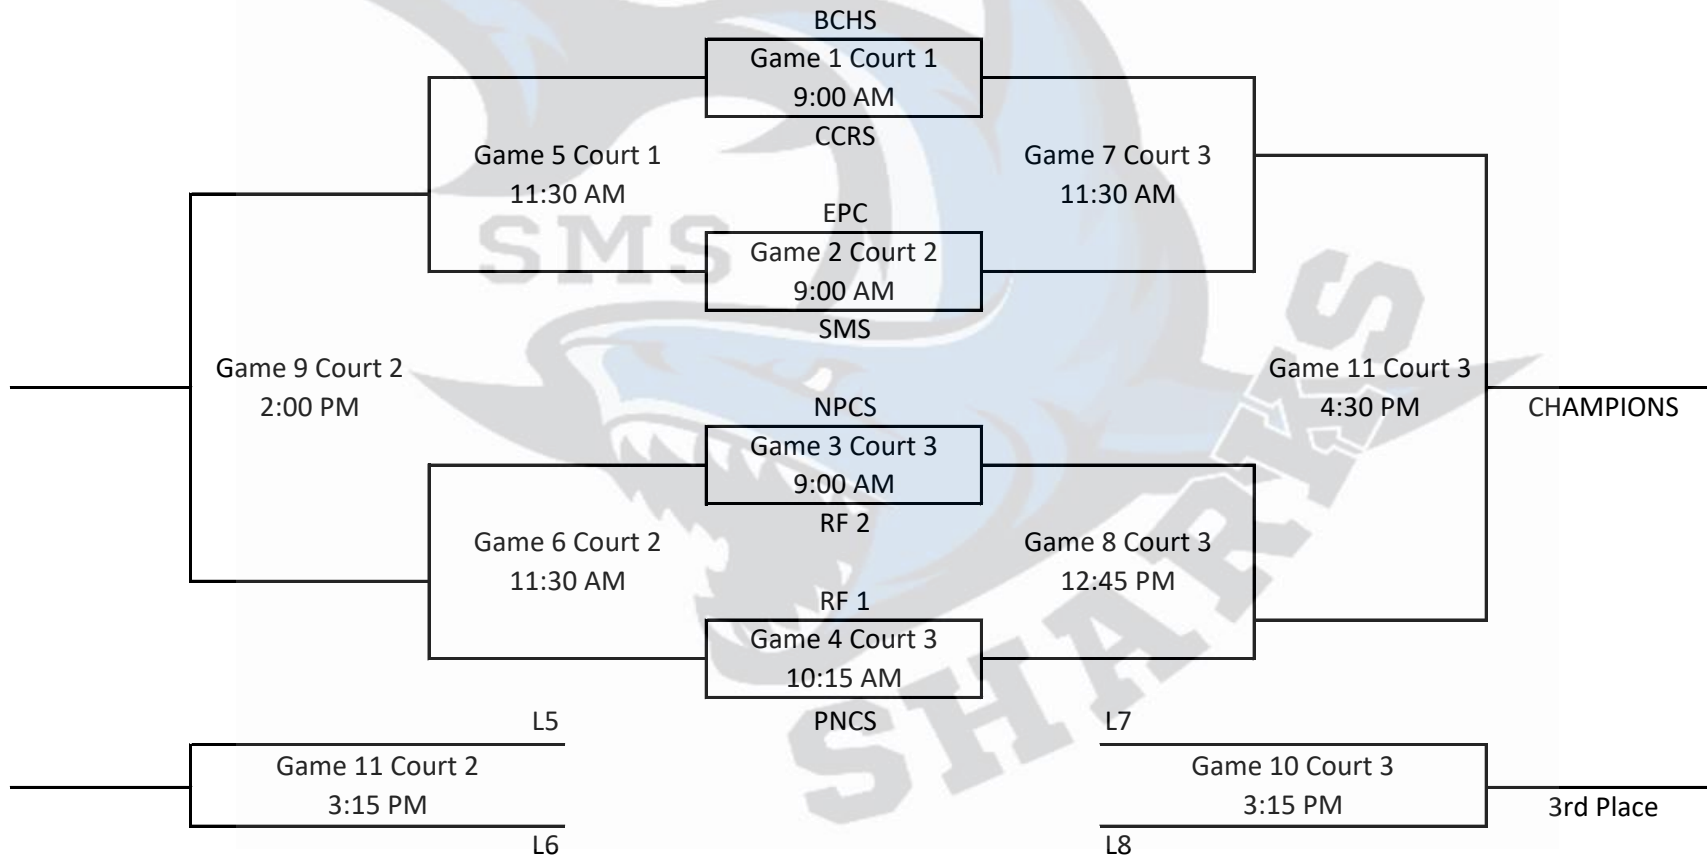 BCHS
Game 1 Court 1
9:00 AM
CCRS
Game 5 Court 1
11:30 AM
Game 7 Court 3
11:30 AM
EPC
Game 2 Court 2
9:00 AM
SMS
SMS
Game 9 Court 2
2:00 PM
Game 11 Court 3
4:30 PM
CHAMPIONS
NPCS
Game 3 Court 3
9:00 AM
RF 2
Game 6 Court 2
11:30 AM
Game 8 Court 3
12:45 PM
RF 1
Game 4 Court 3
10:15 AM
PNCS
SHARKS
L5
Game 11 Court 2
3:15 PM
L6
L7
Game 10 Court 3
3:15 PM
3rd Place
L8